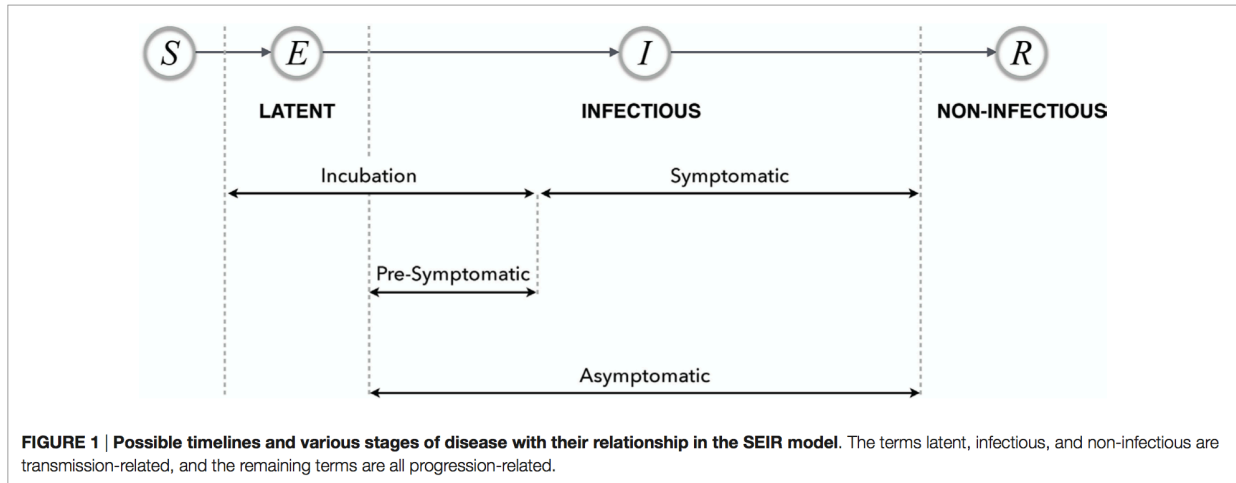 S E I R
LATENT INFECTIOUS NON-INFECTIOUS
Incubation Symptomatic
Pre-Symptomatic
Asymptomatic
FIGURE 1 | Possible timelines and various stages of disease with their relationship in the SEIR model. The terms latent, infectious, and non-infectious are
transmission-related, and the remaining terms are all progression-related.